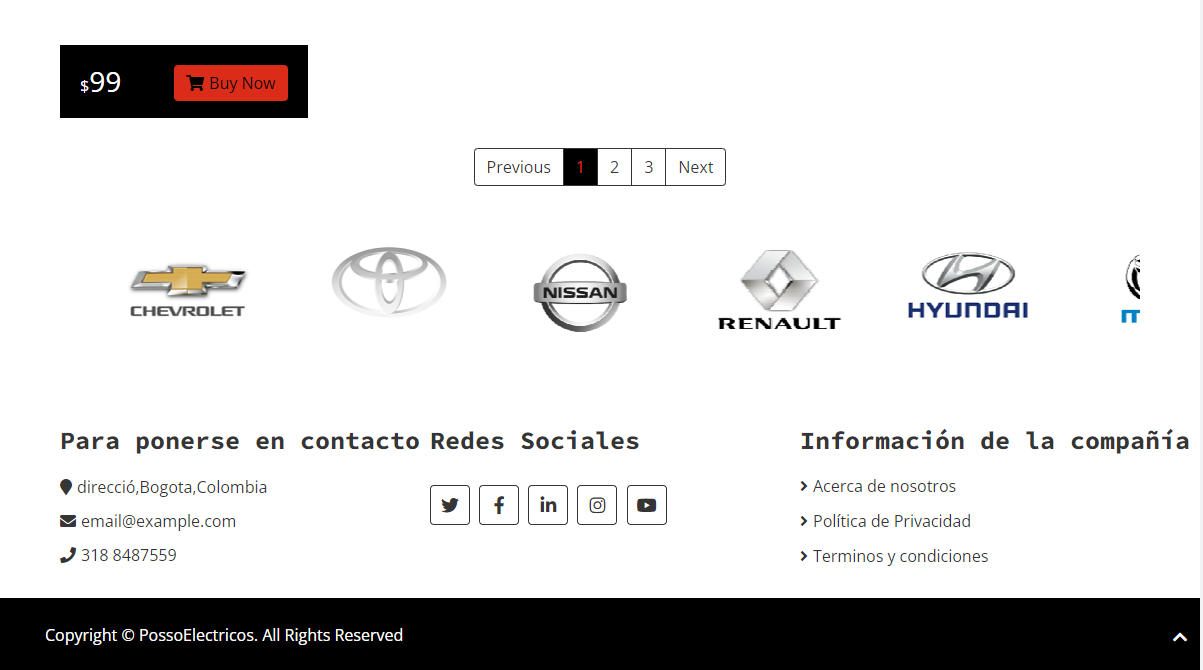 $99 Buy Now
Previous 1 2 3 Next
CHEVROLET
NISSAN
RENAULT
HYUNDAI
Para ponerse en contacto
direcció,Bogota,Colombia
email@example.com
318 8487559
Redes Sociales
Información de la compañía
Acerca de nosotros
Política de Privacidad
Terminos y condiciones
Copyright © PossoElectricos. All Rights Reserved